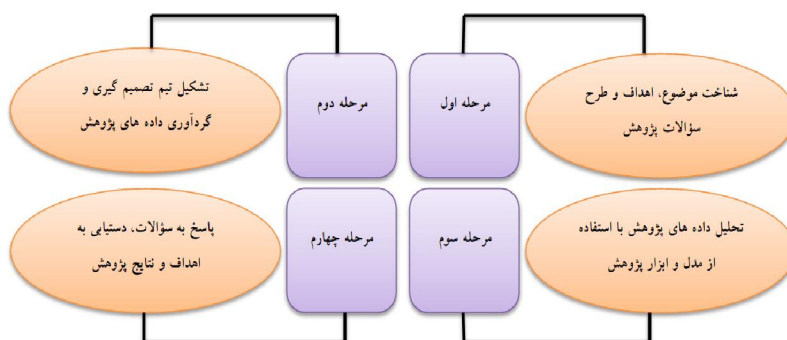 شناخت موضوع، اهداف و طرح
سؤالات پژوهش
مرحله اول
مرحله دوم
تشکیل تیم تصمیم گیری و
گردآوری داده های پژوهش
تحلیل داده های پژوهش با استفاده
از مدل و ابزار پژوهش
مرحله سوم
مرحله چهارم
پاسخ به سؤالات، دستیابی به
اهداف و نتایج پژوهش